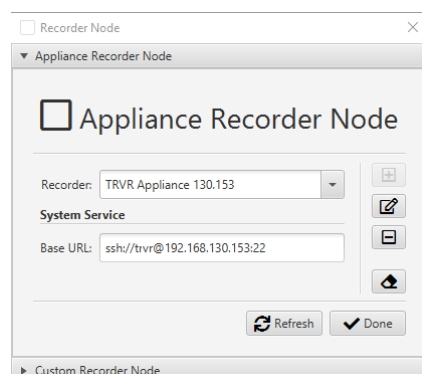 Recorder Node
Appliance Recorder Node
Appliance Recorder Node
Recorder: TRVR Appliance 130.153
System Service
Base URL: ssh://trvr@192.168.130.153:22
Refresh Done
Custom Recorder Node